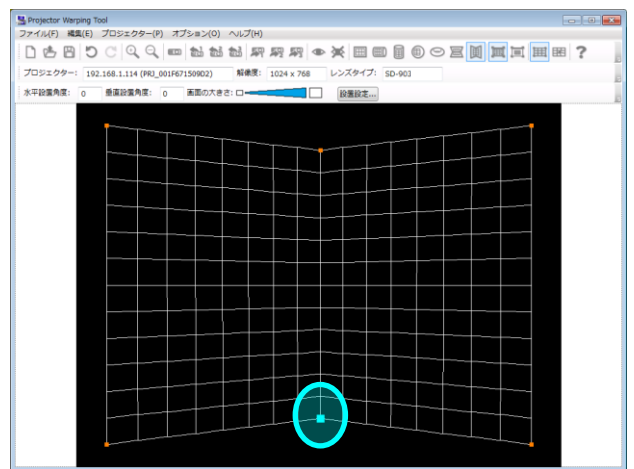 Projector Warping Tool
ファイル(F) 編集(E) プロジェクター(P) オプション(O) ヘルプ(H)
プロジェクター: 192.168.1.114 (PRJ_001F671509D2) 解像度: 1024 x 768 レンズタイプ: SD-903
水平設置角度: 0 垂直設置角度: 0 画面の大きさ: 設置設定...